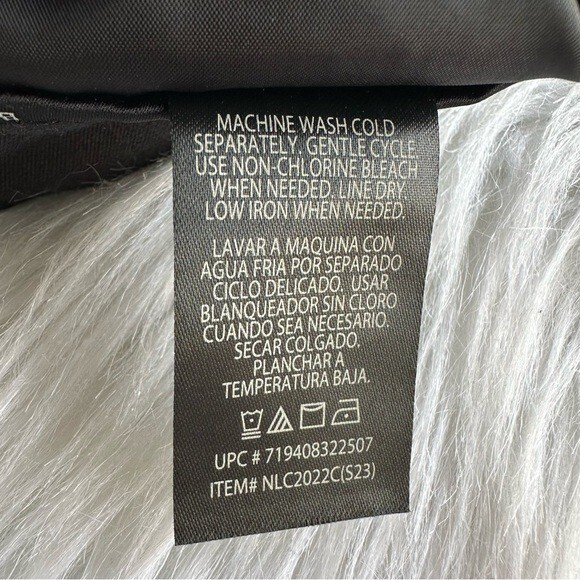 MACHINE WASH COLD
SEPARATELY. GENTLE CYCLE
USE NON-CHLORINE BLEACH
WHEN NEEDED. LINE DRY.
LOW IRON WHEN NEEDED.
LAVAR A MAQUINA CON
AGUA FRIA POR SEPARADO
CICLO DELICADO. USAR
BLANQUEADOR SIN CLORO
CUANDO SEA NECESARIO.
SECAR COLGADO.
PLANCHAR A
TEMPERATURA BAJA.
UPC # 719408322507
ITEM# NLC2022C(S23)